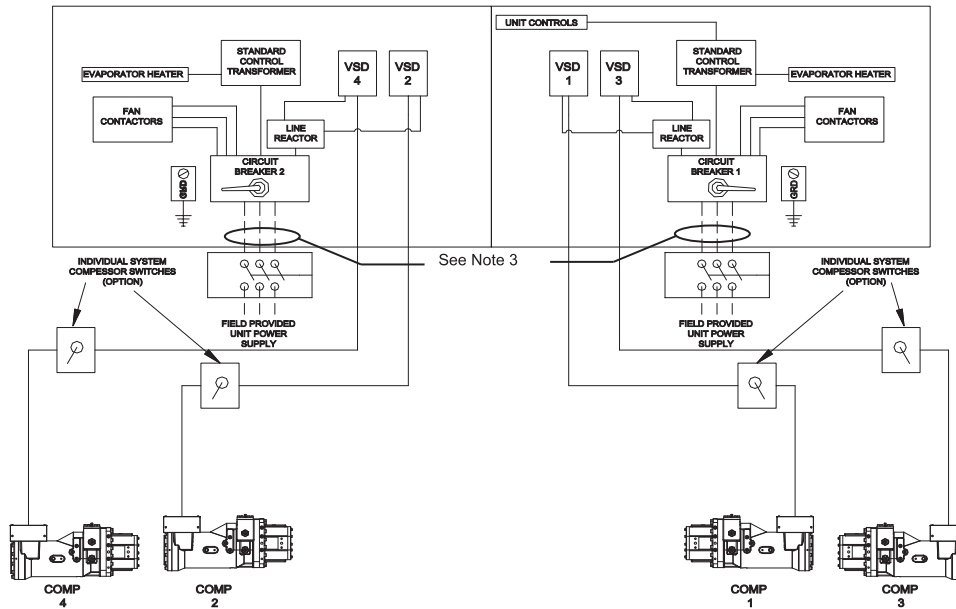 UNIT CONTROLS
STANDARD
CONTROL
TRANSFORMER
VSD
4
VSD
2
VSD
1
VSD
3
STANDARD
CONTROL
TRANSFORMER
EVAPORATOR HEATER
EVAPORATOR HEATER
FAN
CONTACTORS
LINE
REACTOR
LINE
REACTOR
FAN
CONTACTORS
CIRCUIT
BREAKER 2
CIRCUIT
BREAKER 1
GRD
GRD
See Note 3
INDIVIDUAL SYSTEM
COMPESSOR SWITCHES
(OPTION)
INDIVIDUAL SYSTEM
COMPESSOR SWITCHES
(OPTION)
FIELD PROVIDED
UNIT POWER
SUPPLY
FIELD PROVIDED
UNIT POWER
SUPPLY
COMP
4
COMP
2
COMP
1
COMP
3